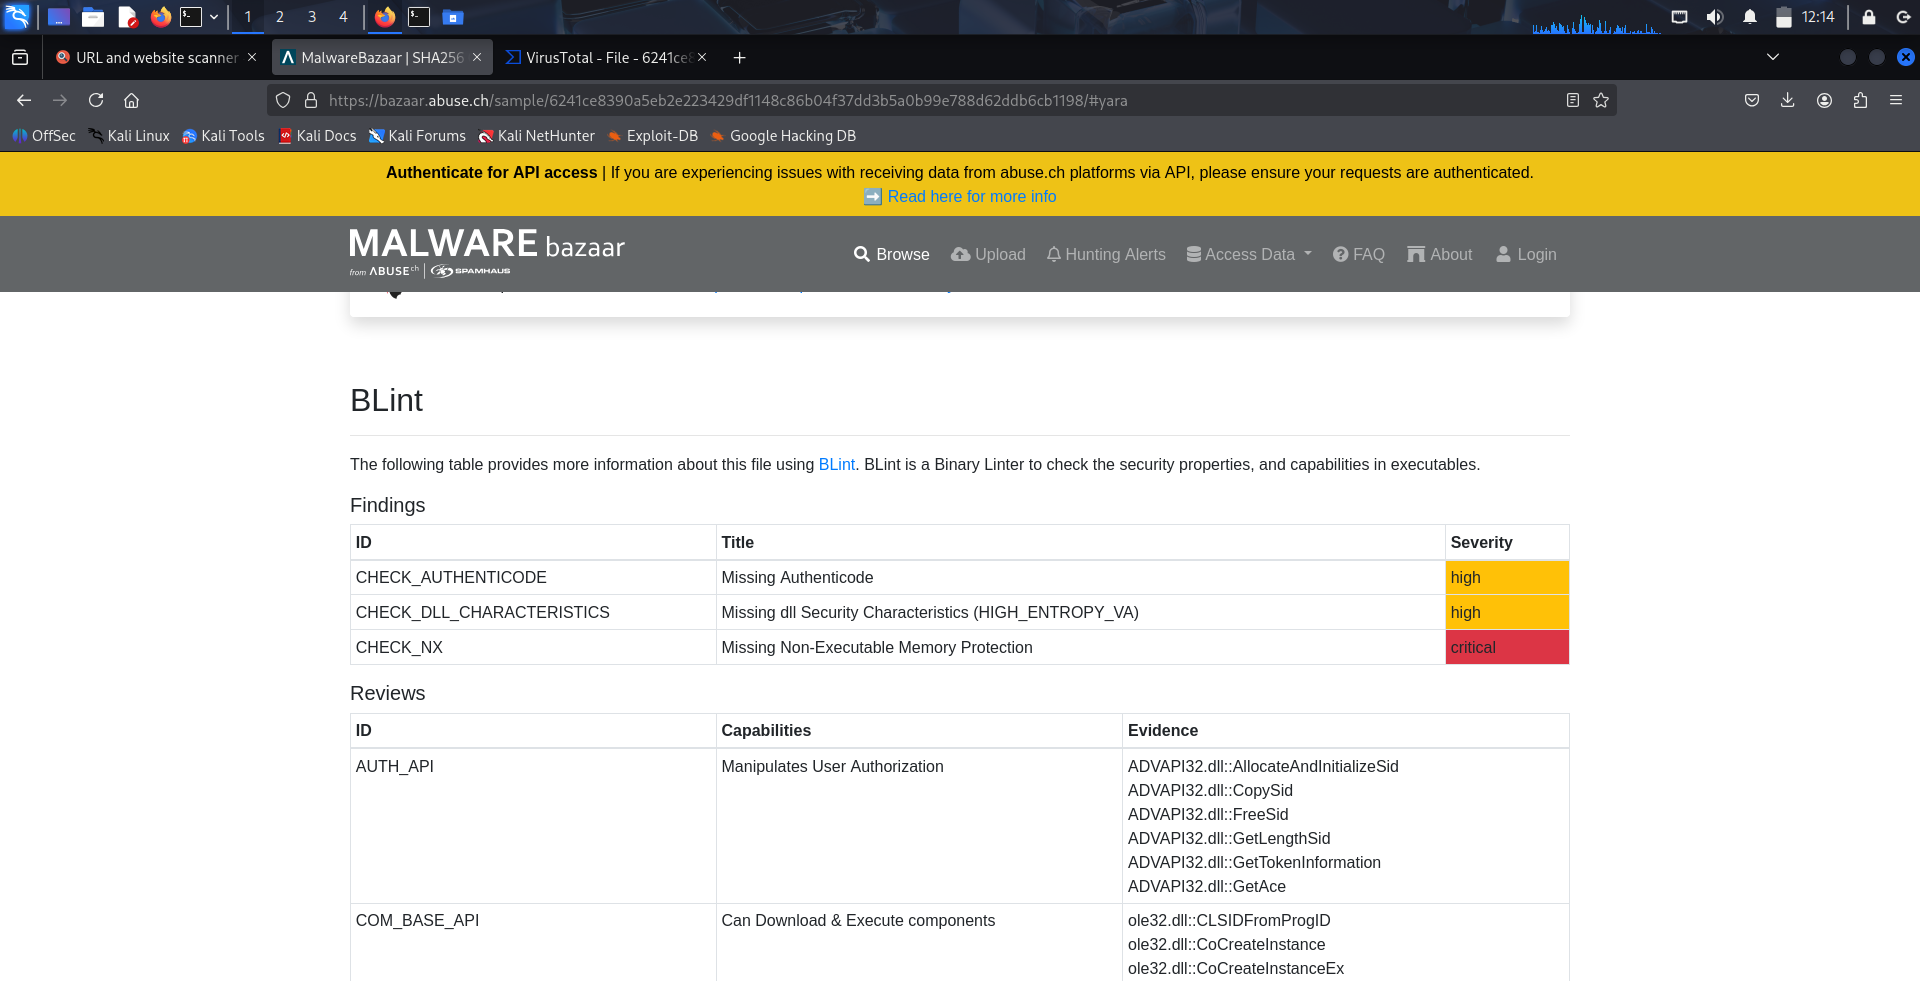 1 2 3 4 12:14
URL and website scanner MalwareBazaar | SHA256 VirusTotal - File - 6241ce8
https://bazaar.abuse.ch/sample/6241ce8390a5eb2e223429df1148c86b04f37dd3b5a0b99e788d62ddb6cb1198/#yara
OffSec Kali Linux Kali Tools Kali Docs Kali Forums Kali NetHunter Exploit-DB Google Hacking DB
Authenticate for API access | If you are experiencing issues with receiving data from abuse.ch platforms via API, please ensure your requests are authenticated.
Read here for more info
MALWARE bazaar
from ABUSE ch | SPAMHAUS
Browse Upload Hunting Alerts Access Data FAQ About Login
BLint
The following table provides more information about this file using BLint. BLint is a Binary Linter to check the security properties, and capabilities in executables.
Findings
ID Title Severity
CHECK_AUTHENTICODE Missing Authenticode high
CHECK_DLL_CHARACTERISTICS Missing dll Security Characteristics (HIGH_ENTROPY_VA) high
CHECK_NX Missing Non-Executable Memory Protection critical
Reviews
ID Capabilities Evidence
AUTH_API Manipulates User Authorization ADVAPI32.dll::AllocateAndInitializeSid
ADVAPI32.dll::CopySid
ADVAPI32.dll::FreeSid
ADVAPI32.dll::GetLengthSid
ADVAPI32.dll::GetTokenInformation
ADVAPI32.dll::GetAce
COM_BASE_API Can Download & Execute components ole32.dll::CLSIDFromProgID
ole32.dll::CoCreateInstance
ole32.dll::CoCreateInstanceEx